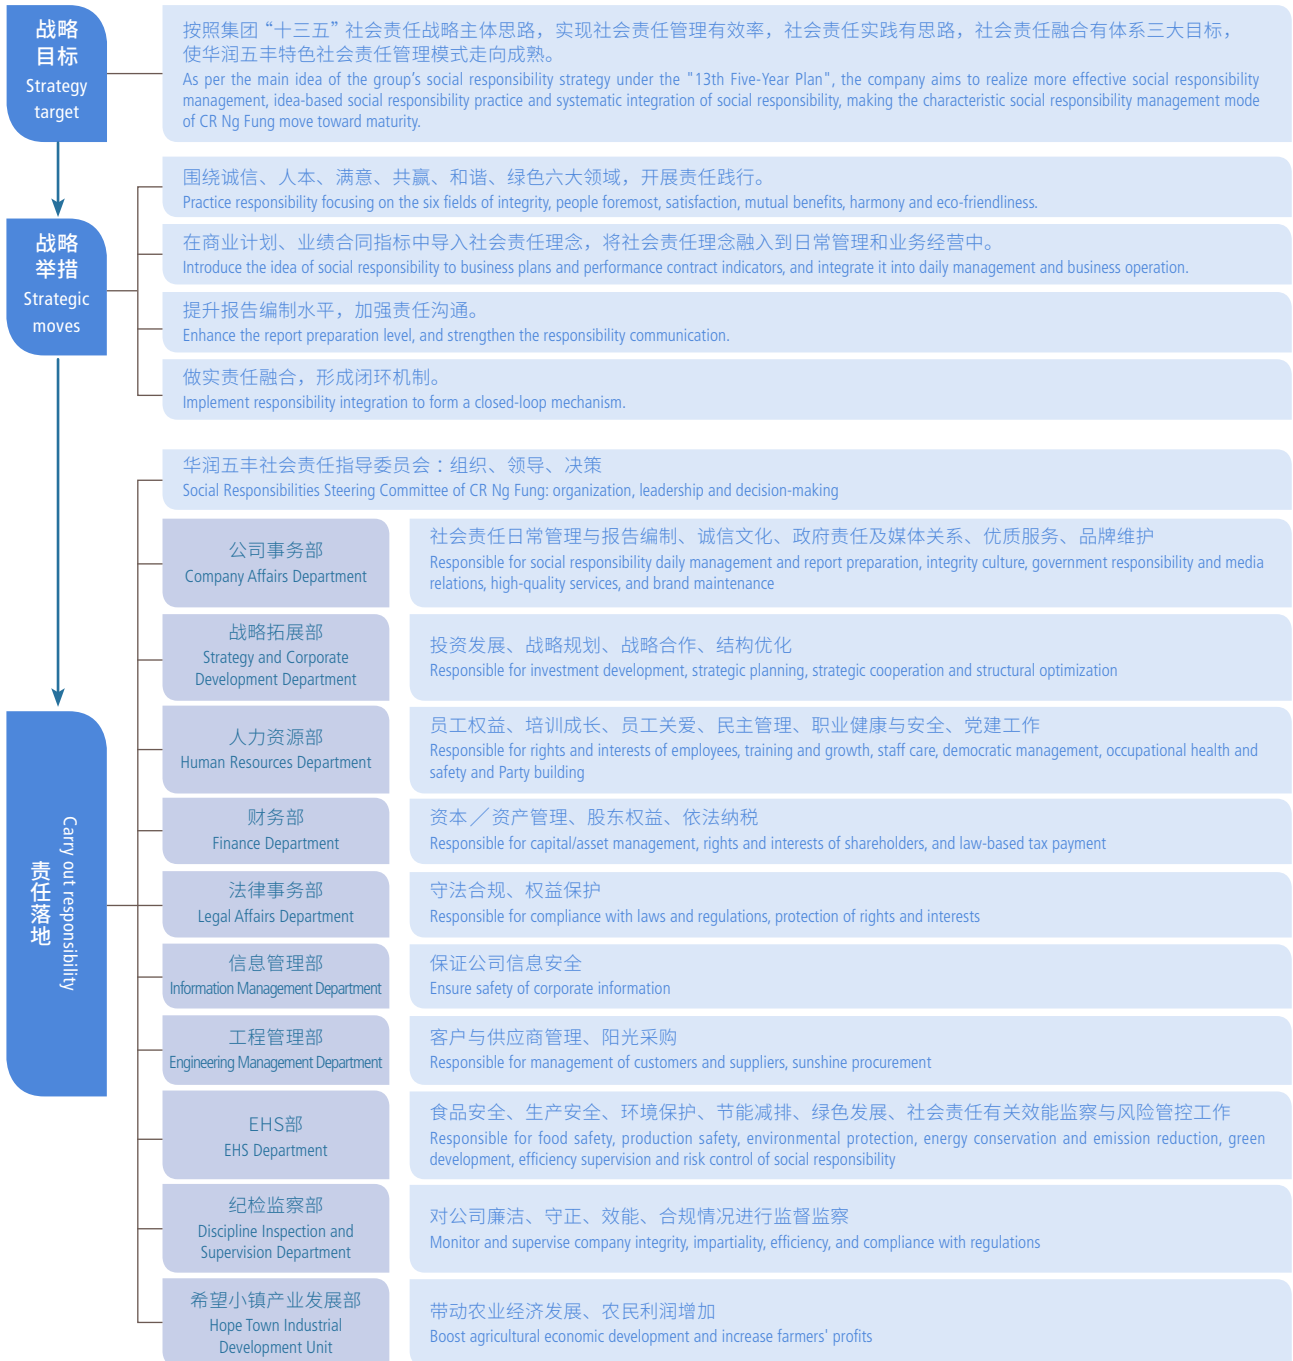 战略
目标
Strategy
target
按照集团“十三五”社会责任战略主体思路，实现社会责任管理有效率，社会责任实践有思路，社会责任融合有体系三大目标，
使华润五丰特色社会责任管理模式走向成熟。
As per the main idea of the group's social responsibility strategy under the "13th Five-Year Plan", the company aims to realize more effective social responsibility
management, idea-based social responsibility practice and systematic integration of social responsibility, making the characteristic social responsibility management mode
of CR Ng Fung move toward maturity.
战略
举措
Strategic
moves
围绕诚信、人本、满意、共赢、和谐、绿色六大领域，开展责任践行。
Practice responsibility focusing on the six fields of integrity, people foremost, satisfaction, mutual benefits, harmony and eco-friendliness.
在商业计划、业绩合同指标中导入社会责任理念，将社会责任理念融入到日常管理和业务经营中。
Introduce the idea of social responsibility to business plans and performance contract indicators, and integrate it into daily management and business operation.
提升报告编制水平，加强责任沟通。
Enhance the report preparation level, and strengthen the responsibility communication.
做实责任融合，形成闭环机制。
Implement responsibility integration to form a closed-loop mechanism.
责任落地
Carry out responsibility
华润五丰社会责任指导委员会：组织、领导、决策
Social Responsibilities Steering Committee of CR Ng Fung: organization, leadership and decision-making
公司事务部
Company Affairs Department
社会责任日常管理与报告编制、诚信文化、政府责任及媒体关系、优质服务、品牌维护
Responsible for social responsibility daily management and report preparation, integrity culture, government responsibility and media
relations, high-quality services, and brand maintenance
战略拓展部
Strategy and Corporate
Development Department
投资发展、战略规划、战略合作、结构优化
Responsible for investment development, strategic planning, strategic cooperation and structural optimization
人力资源部
Human Resources Department
员工权益、培训成长、员工关爱、民主管理、职业健康与安全、党建工作
Responsible for rights and interests of employees, training and growth, staff care, democratic management, occupational health and
safety and Party building
财务部
Finance Department
资本／资产管理、股东权益、依法纳税
Responsible for capital/asset management, rights and interests of shareholders, and law-based tax payment
法律事务部
Legal Affairs Department
守法合规、权益保护
Responsible for compliance with laws and regulations, protection of rights and interests
信息管理部
Information Management Department
保证公司信息安全
Ensure safety of corporate information
工程管理部
Engineering Management Department
客户与供应商管理、阳光采购
Responsible for management of customers and suppliers, sunshine procurement
EHS部
EHS Department
食品安全、生产安全、环境保护、节能减排、绿色发展、社会责任有关效能监察与风险管控工作
Responsible for food safety, production safety, environmental protection, energy conservation and emission reduction, green
development, efficiency supervision and risk control of social responsibility
纪检监察部
Discipline Inspection and
Supervision Department
对公司廉洁、守正、效能、合规情况进行监督监察
Monitor and supervise company integrity, impartiality, efficiency, and compliance with regulations
希望小镇产业发展部
Hope Town Industrial
Development Unit
带动农业经济发展、农民利润增加
Boost agricultural economic development and increase farmers' profits